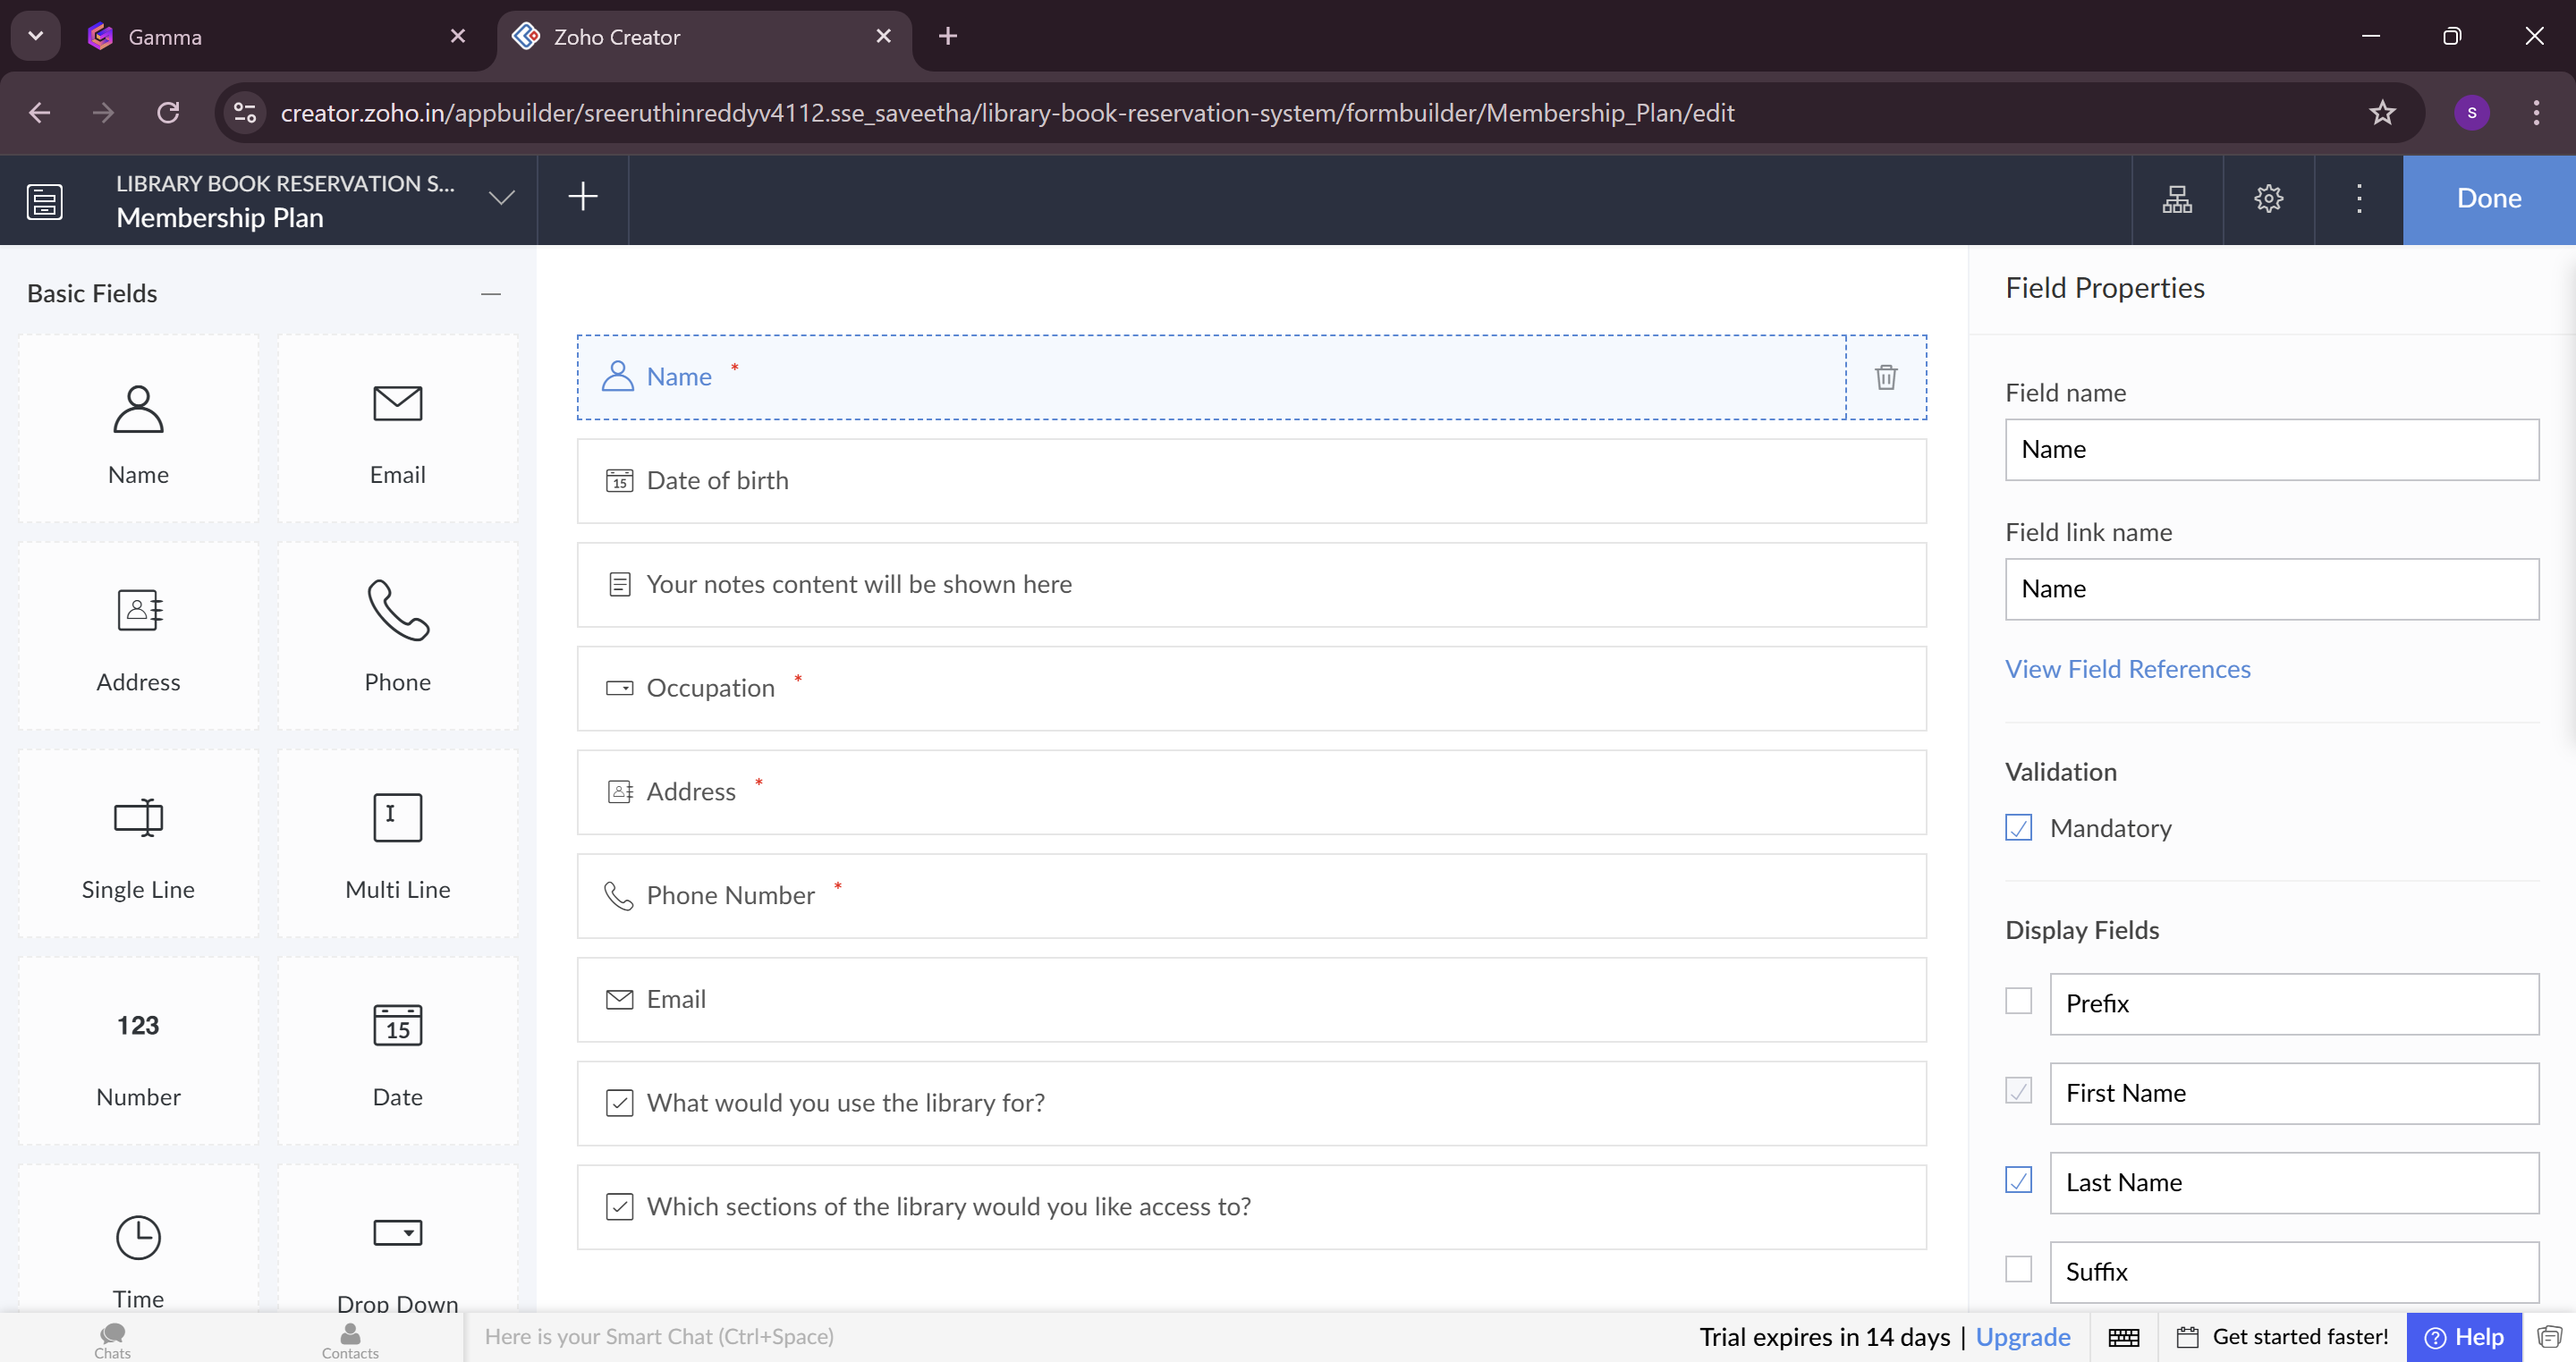 Gamma
Zoho Creator
creator.zoho.in/appbuilder/sreeruthinreddyv4112.sse_saveetha/library-book-reservation-system/formbuilder/Membership_Plan/edit
S
LIBRARY BOOK RESERVATION S...
Membership Plan
Done
Basic Fields
Name
Email
Address
Phone
Single Line
Multi Line
123
Number
15
Date
Time
Drop Down
Name *
15 Date of birth
Your notes content will be shown here
Occupation *
Address *
Phone Number *
Email
What would you use the library for?
Which sections of the library would you like access to?
Field Properties
Field name
Name
Field link name
Name
View Field References
Validation
Mandatory
Display Fields
Prefix
First Name
Last Name
Suffix
Chats
Contacts
Here is your Smart Chat (Ctrl+Space)
Trial expires in 14 days | Upgrade
Get started faster!
? Help